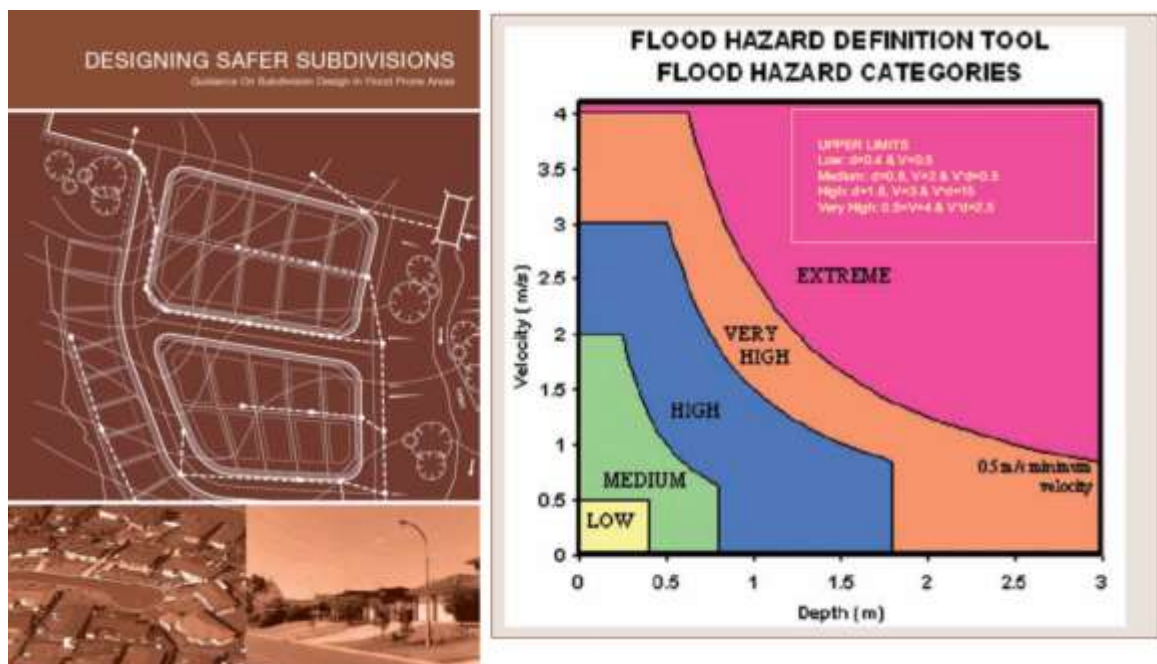 DESIGNING SAFER SUBDIVISIONS
Guidance On Subdivision Design In Flood Prone Areas
FLOOD HAZARD DEFINITION TOOL
FLOOD HAZARD CATEGORIES
UPPER LIMITS
Low: d=0.4 & V=0.5
Medium: d=0.8, V=2 & V*d=0.5
High: d=1.8, V=3 & V*d=15
Very High: 0.5<V=4 & V*d=2.5
EXTREME
VERY
HIGH
HIGH
MEDIUM
LOW
0.5 m/s minimum
velocity
Velocity (m/s)
4
3.5
3
2.5
2
1.5
1
0.5
0
0 0.5 1 1.5 2 2.5 3
Depth (m)